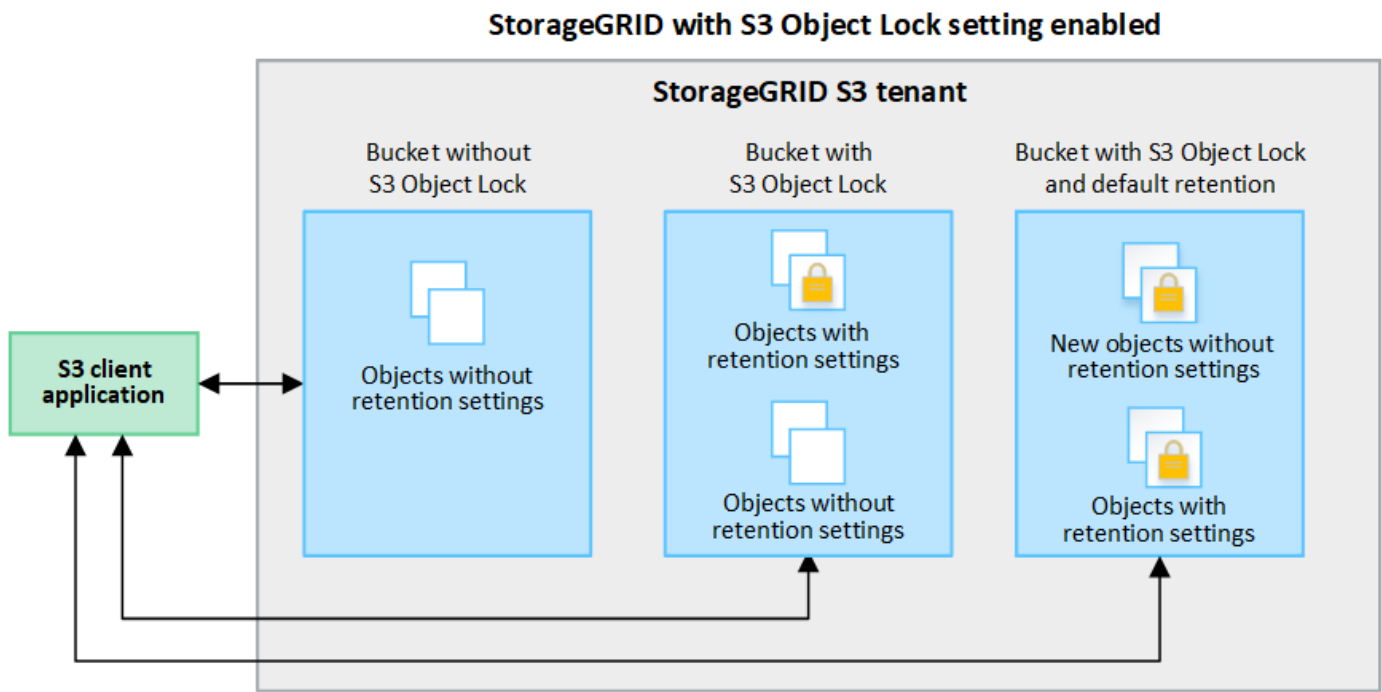 StorageGRID with S3 Object Lock setting enabled
StorageGRID S3 tenant
Bucket without
S3 Object Lock
Bucket with
S3 Object Lock
Bucket with S3 Object Lock
and default retention
S3 client
application
Objects without
retention settings
Objects with
retention settings
Objects without
retention settings
New objects without
retention settings
Objects with
retention settings